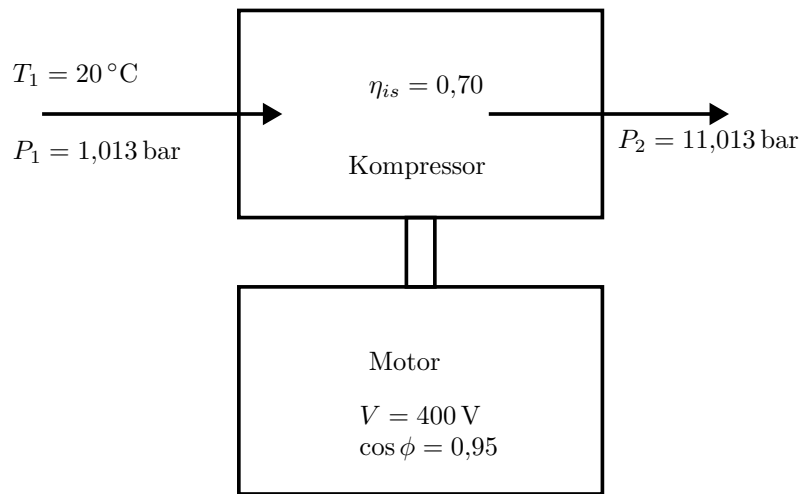 T₁ = 20 °C
η_is = 0,70
P₁ = 1,013 bar
P₂ = 11,013 bar
Kompressor
Motor
V = 400 V
cos ϕ = 0,95